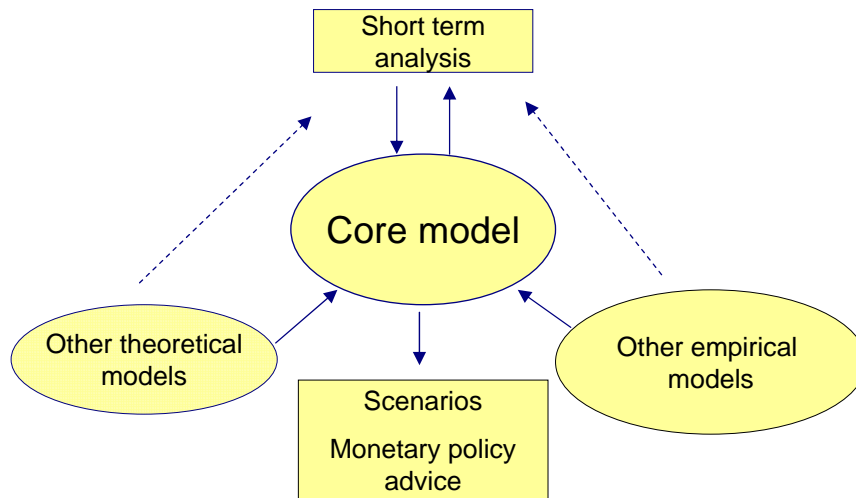 Short term
analysis
Core model
Other theoretical
models
Other empirical
models
Scenarios
Monetary policy
advice